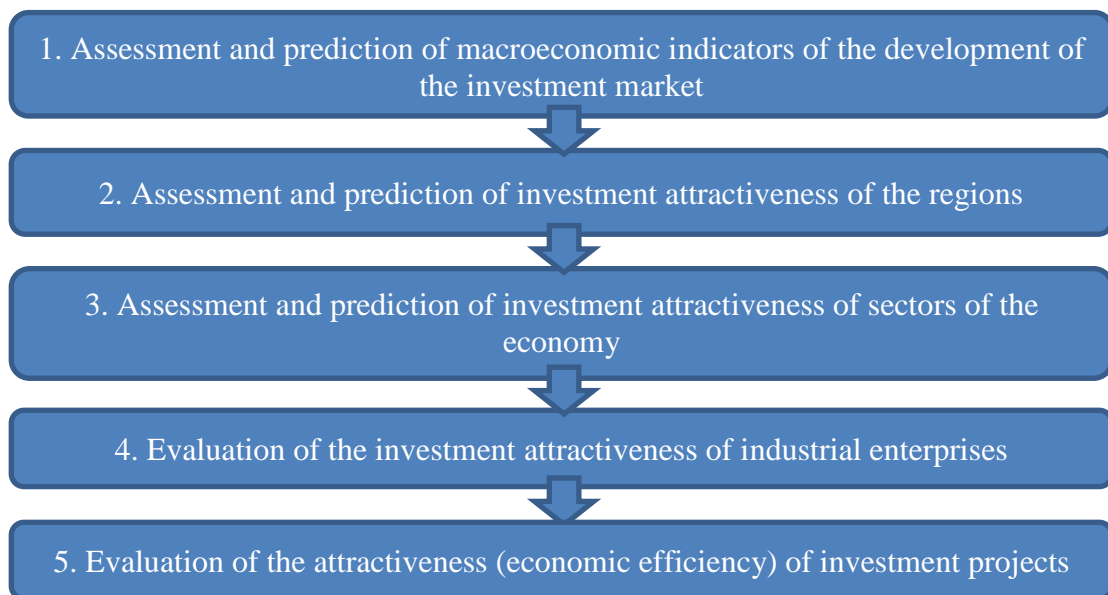 1. Assessment and prediction of macroeconomic indicators of the development of
the investment market
2. Assessment and prediction of investment attractiveness of the regions
3. Assessment and prediction of investment attractiveness of sectors of the
economy
4. Evaluation of the investment attractiveness of industrial enterprises
5. Evaluation of the attractiveness (economic efficiency) of investment projects